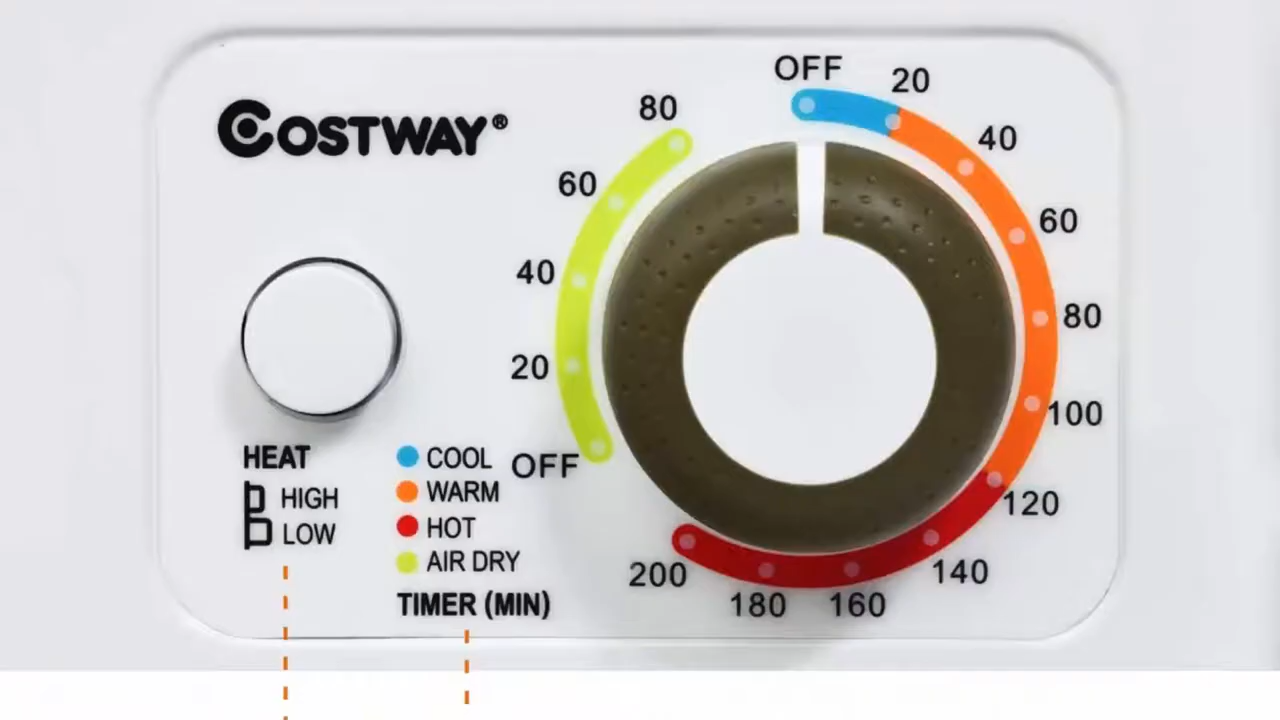 COSTWAY®
OFF
20
40
60
80
100
120
140
160
180
200
OFF
20
40
60
80
HEAT
HIGH
LOW
COOL
WARM
HOT
AIR DRY
TIMER (MIN)